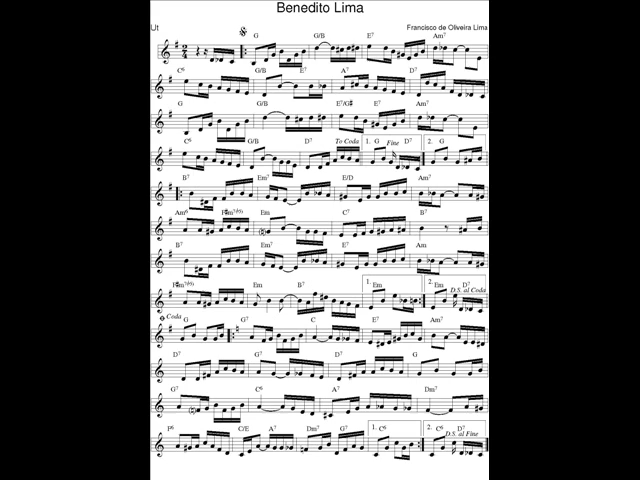 Benedito Lima
Ut
Francisco de Oliveira Lima
G G/B E7 Am7
C6 G/B E7 A7 D7
G G/B E7/G# E7 Am7
C6 G/B D7 To Coda 1. G Fine D7 2. G
B7 Em7 E/D Am7
Am6 F#m7(b5) Em C7 B7
B7 Em7 E7 Am7
F#m7(b5) Em B7 1. Em 2. Em D7
D.S. al Coda
Coda
G G7 C E7 Am7
D7 G D7 G
G7 C6 A7 Dm7
F6 C/E A7 Dm7 G7 1. C6 2. C6 D7
D.S. al Fine